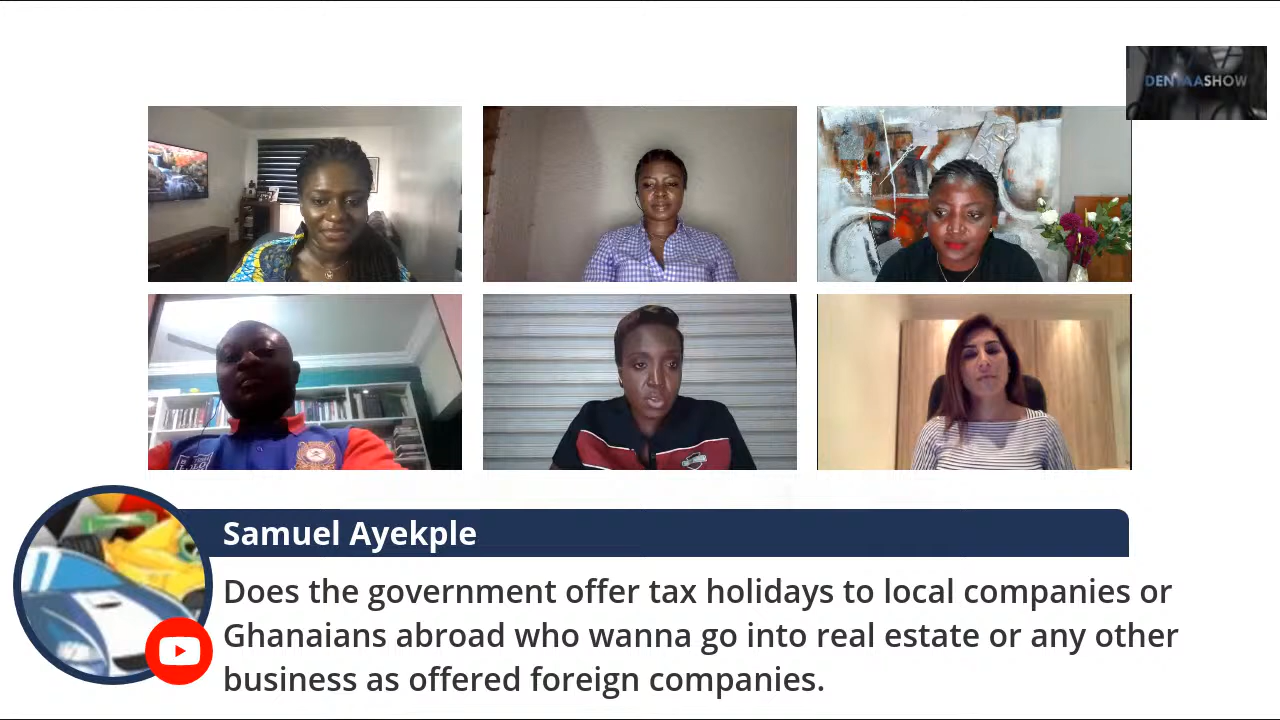 DENYAASHOW
Samuel Ayekple
Does the government offer tax holidays to local companies or
Ghanaians abroad who wanna go into real estate or any other
business as offered foreign companies.